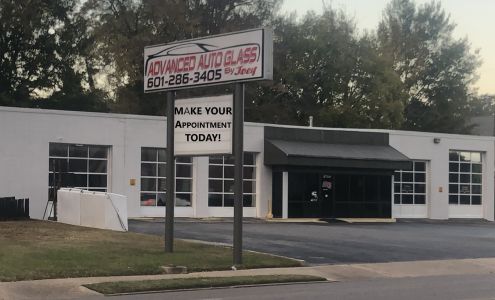 ADVANCED AUTO GLASS
By Joey
601-286-3405
MAKE YOUR
APPOINTMENT
TODAY!